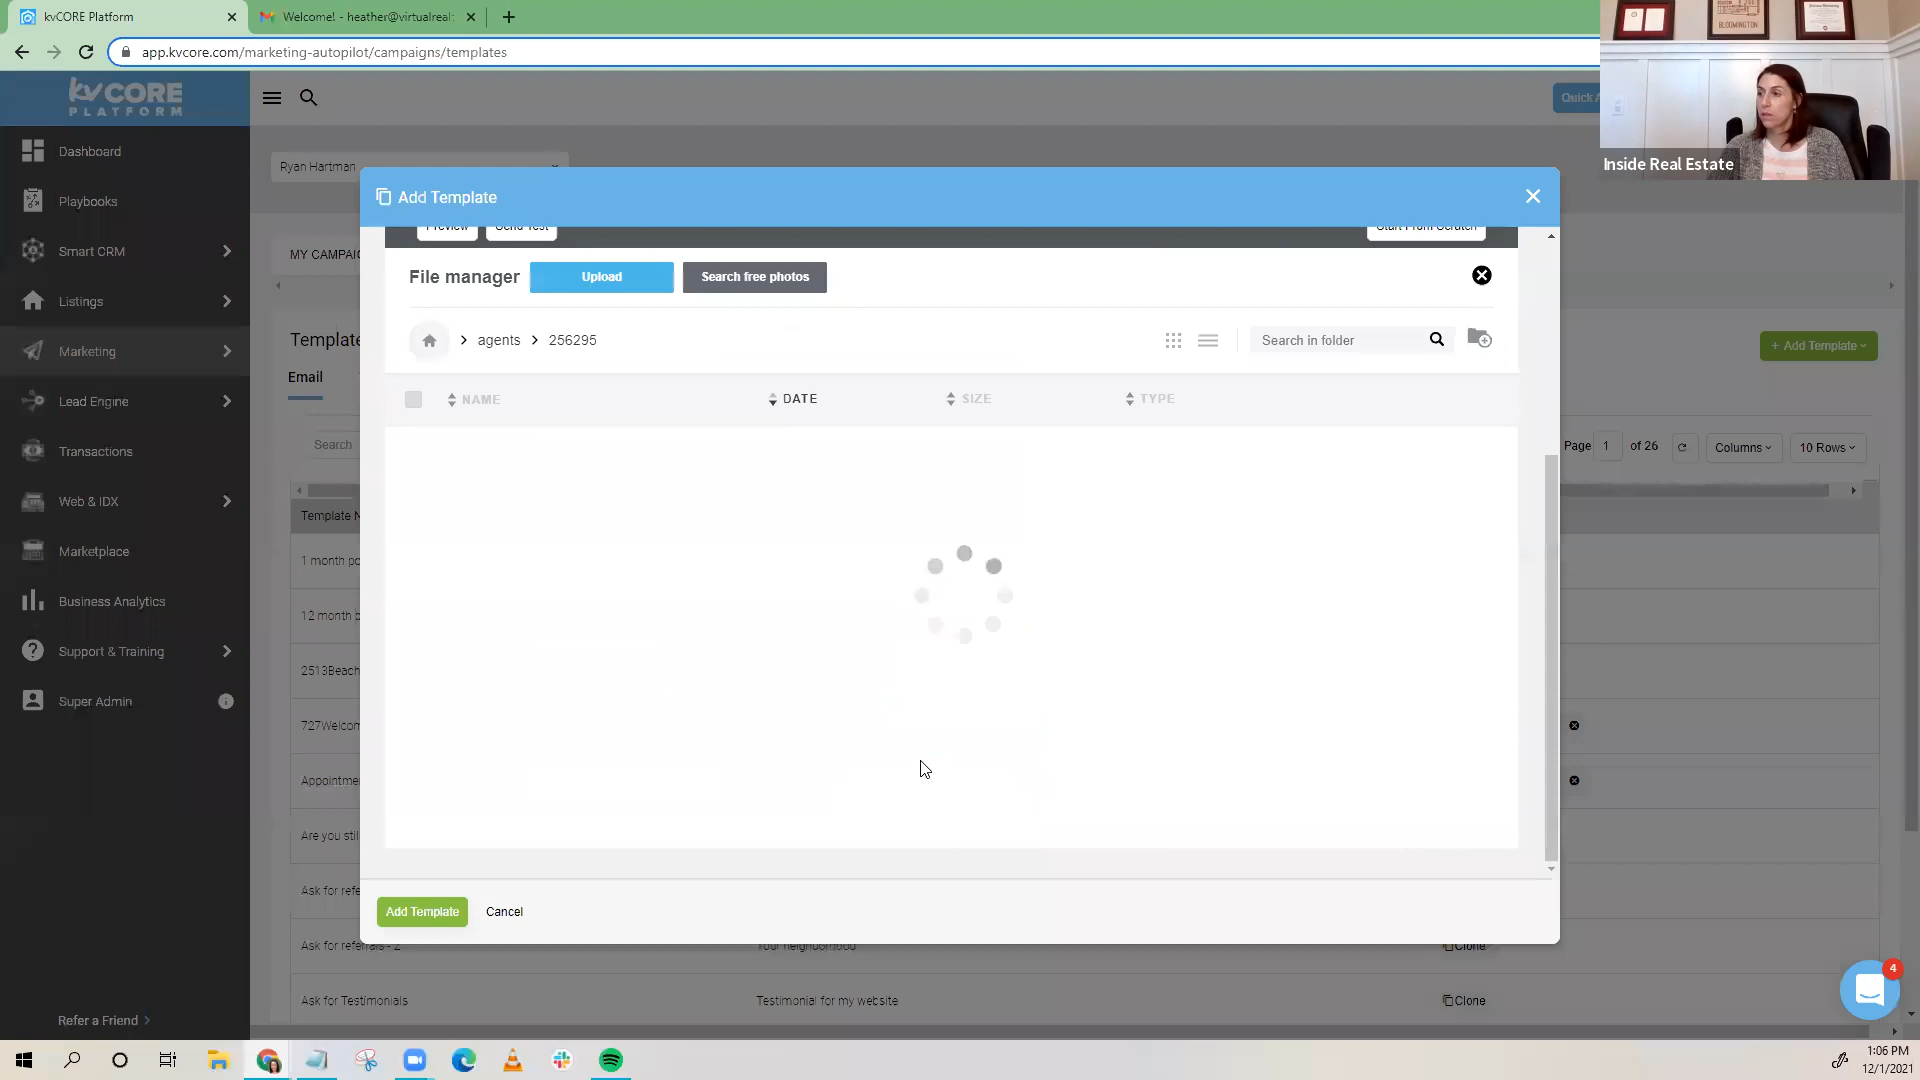 kvCORE Platform
Welcome! - heather@virtualreal
app.kvcore.com/marketing-autopilot/campaigns/templates
kvCORE
PLATFORM
Quick A
BLOOMINGTON
Inside Real Estate
Dashboard
Playbooks
Smart CRM
Listings
Marketing
Lead Engine
Transactions
Web & IDX
Marketplace
Business Analytics
Support & Training
Super Admin
Refer a Friend
Ryan Hartman
MY CAMPAIG
Template
Email
+ Add Template
Search
Page 1 of 26
Columns
10 Rows
Template N
1 month po
12 month b
2513Beach
727Welcom
Appointme
Are you stil
Ask for refe
Ask for referrals - 2
Your neighborhood
Clone
Ask for Testimonials
Testimonial for my website
Clone
Add Template
Preview
Send Test
Start From Scratch
File manager
Upload
Search free photos
agents
256295
Search in folder
NAME
DATE
SIZE
TYPE
Add Template
Cancel
4
1:06 PM
12/1/2021